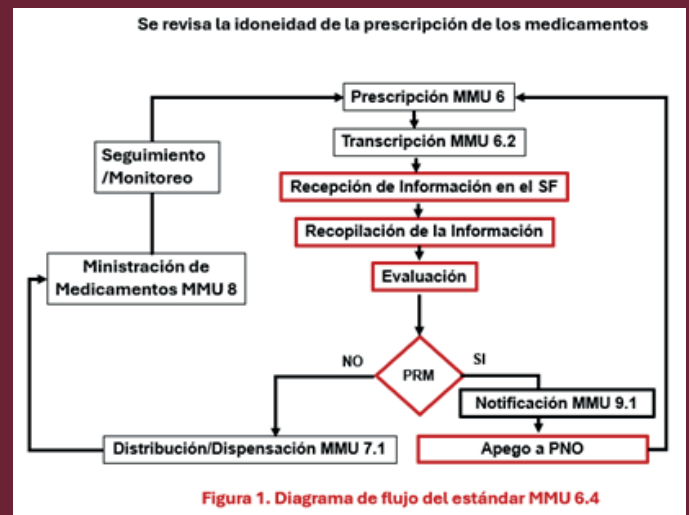 Se revisa la idoneidad de la prescripción de los medicamentos
Prescripción MMU 6
Transcripción MMU 6.2
Seguimiento
/Monitoreo
Recepción de Información en el SF
Recopilación de la Información
Ministración de
Medicamentos MMU 8
Evaluación
NO
SI
PRM
Notificación MMU 9.1
Distribución/Dispensación MMU 7.1
Apego a PNO
Figura 1. Diagrama de flujo del estándar MMU 6.4